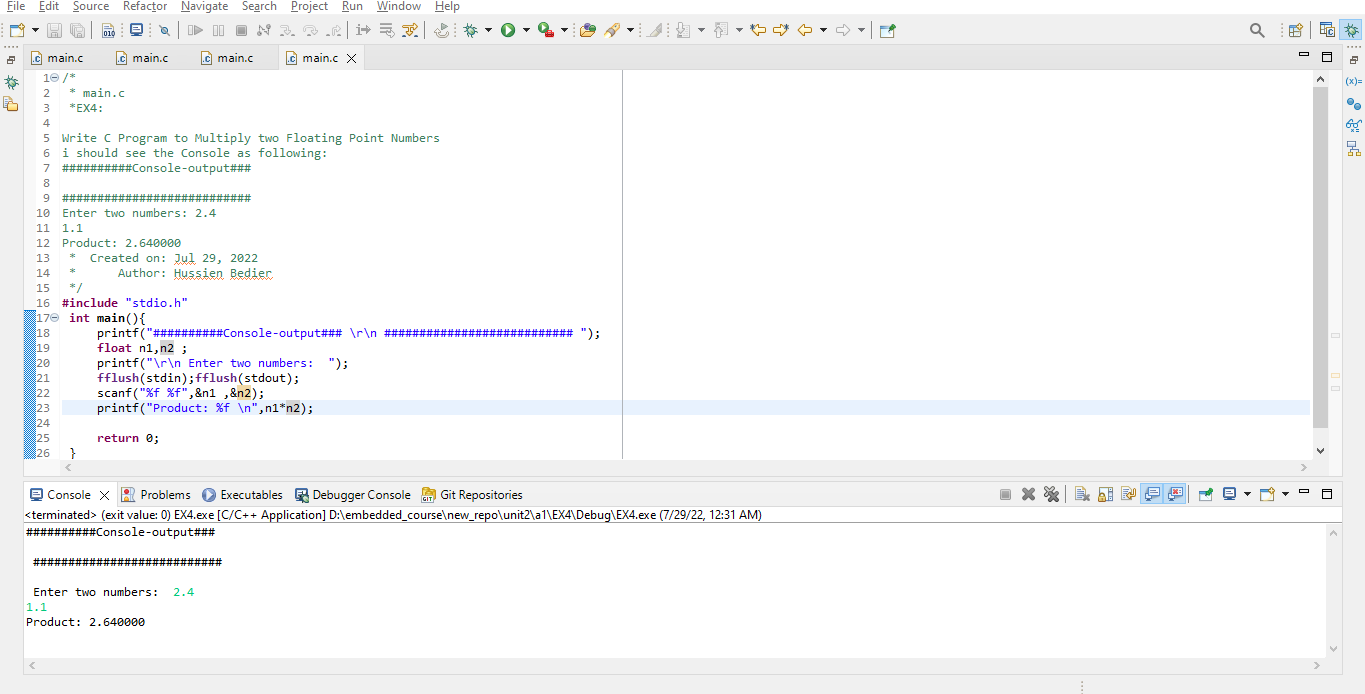 File Edit Source Refactor Navigate Search Project Run Window Help
main.c main.c main.c main.c
1 /*
2  * main.c
3  *EX4:
4
5 Write C Program to Multiply two Floating Point Numbers
6 i should see the Console as following:
7 ##########Console-output###
8
9 ###########################
10 Enter two numbers: 2.4
11 1.1
12 Product: 2.640000
13  *  Created on: Jul 29, 2022
14  *      Author: Hussien Bedier
15  */
16 #include "stdio.h"
17  int main(){
18      printf("##########Console-output### \r\n ########################### ");
19      float n1,n2 ;
20      printf("\r\n Enter two numbers:  ");
21      fflush(stdin);fflush(stdout);
22      scanf("%f %f",&n1 ,&n2);
23      printf("Product: %f \n",n1*n2);
24
25      return 0;
26  }
Console Problems Executables Debugger Console Git Repositories
<terminated> (exit value: 0) EX4.exe [C/C++ Application] D:\embedded_course\new_repo\unit2\a1\EX4\Debug\EX4.exe (7/29/22, 12:31 AM)
##########Console-output###
 ###########################
 Enter two numbers:  2.4
1.1
Product: 2.640000